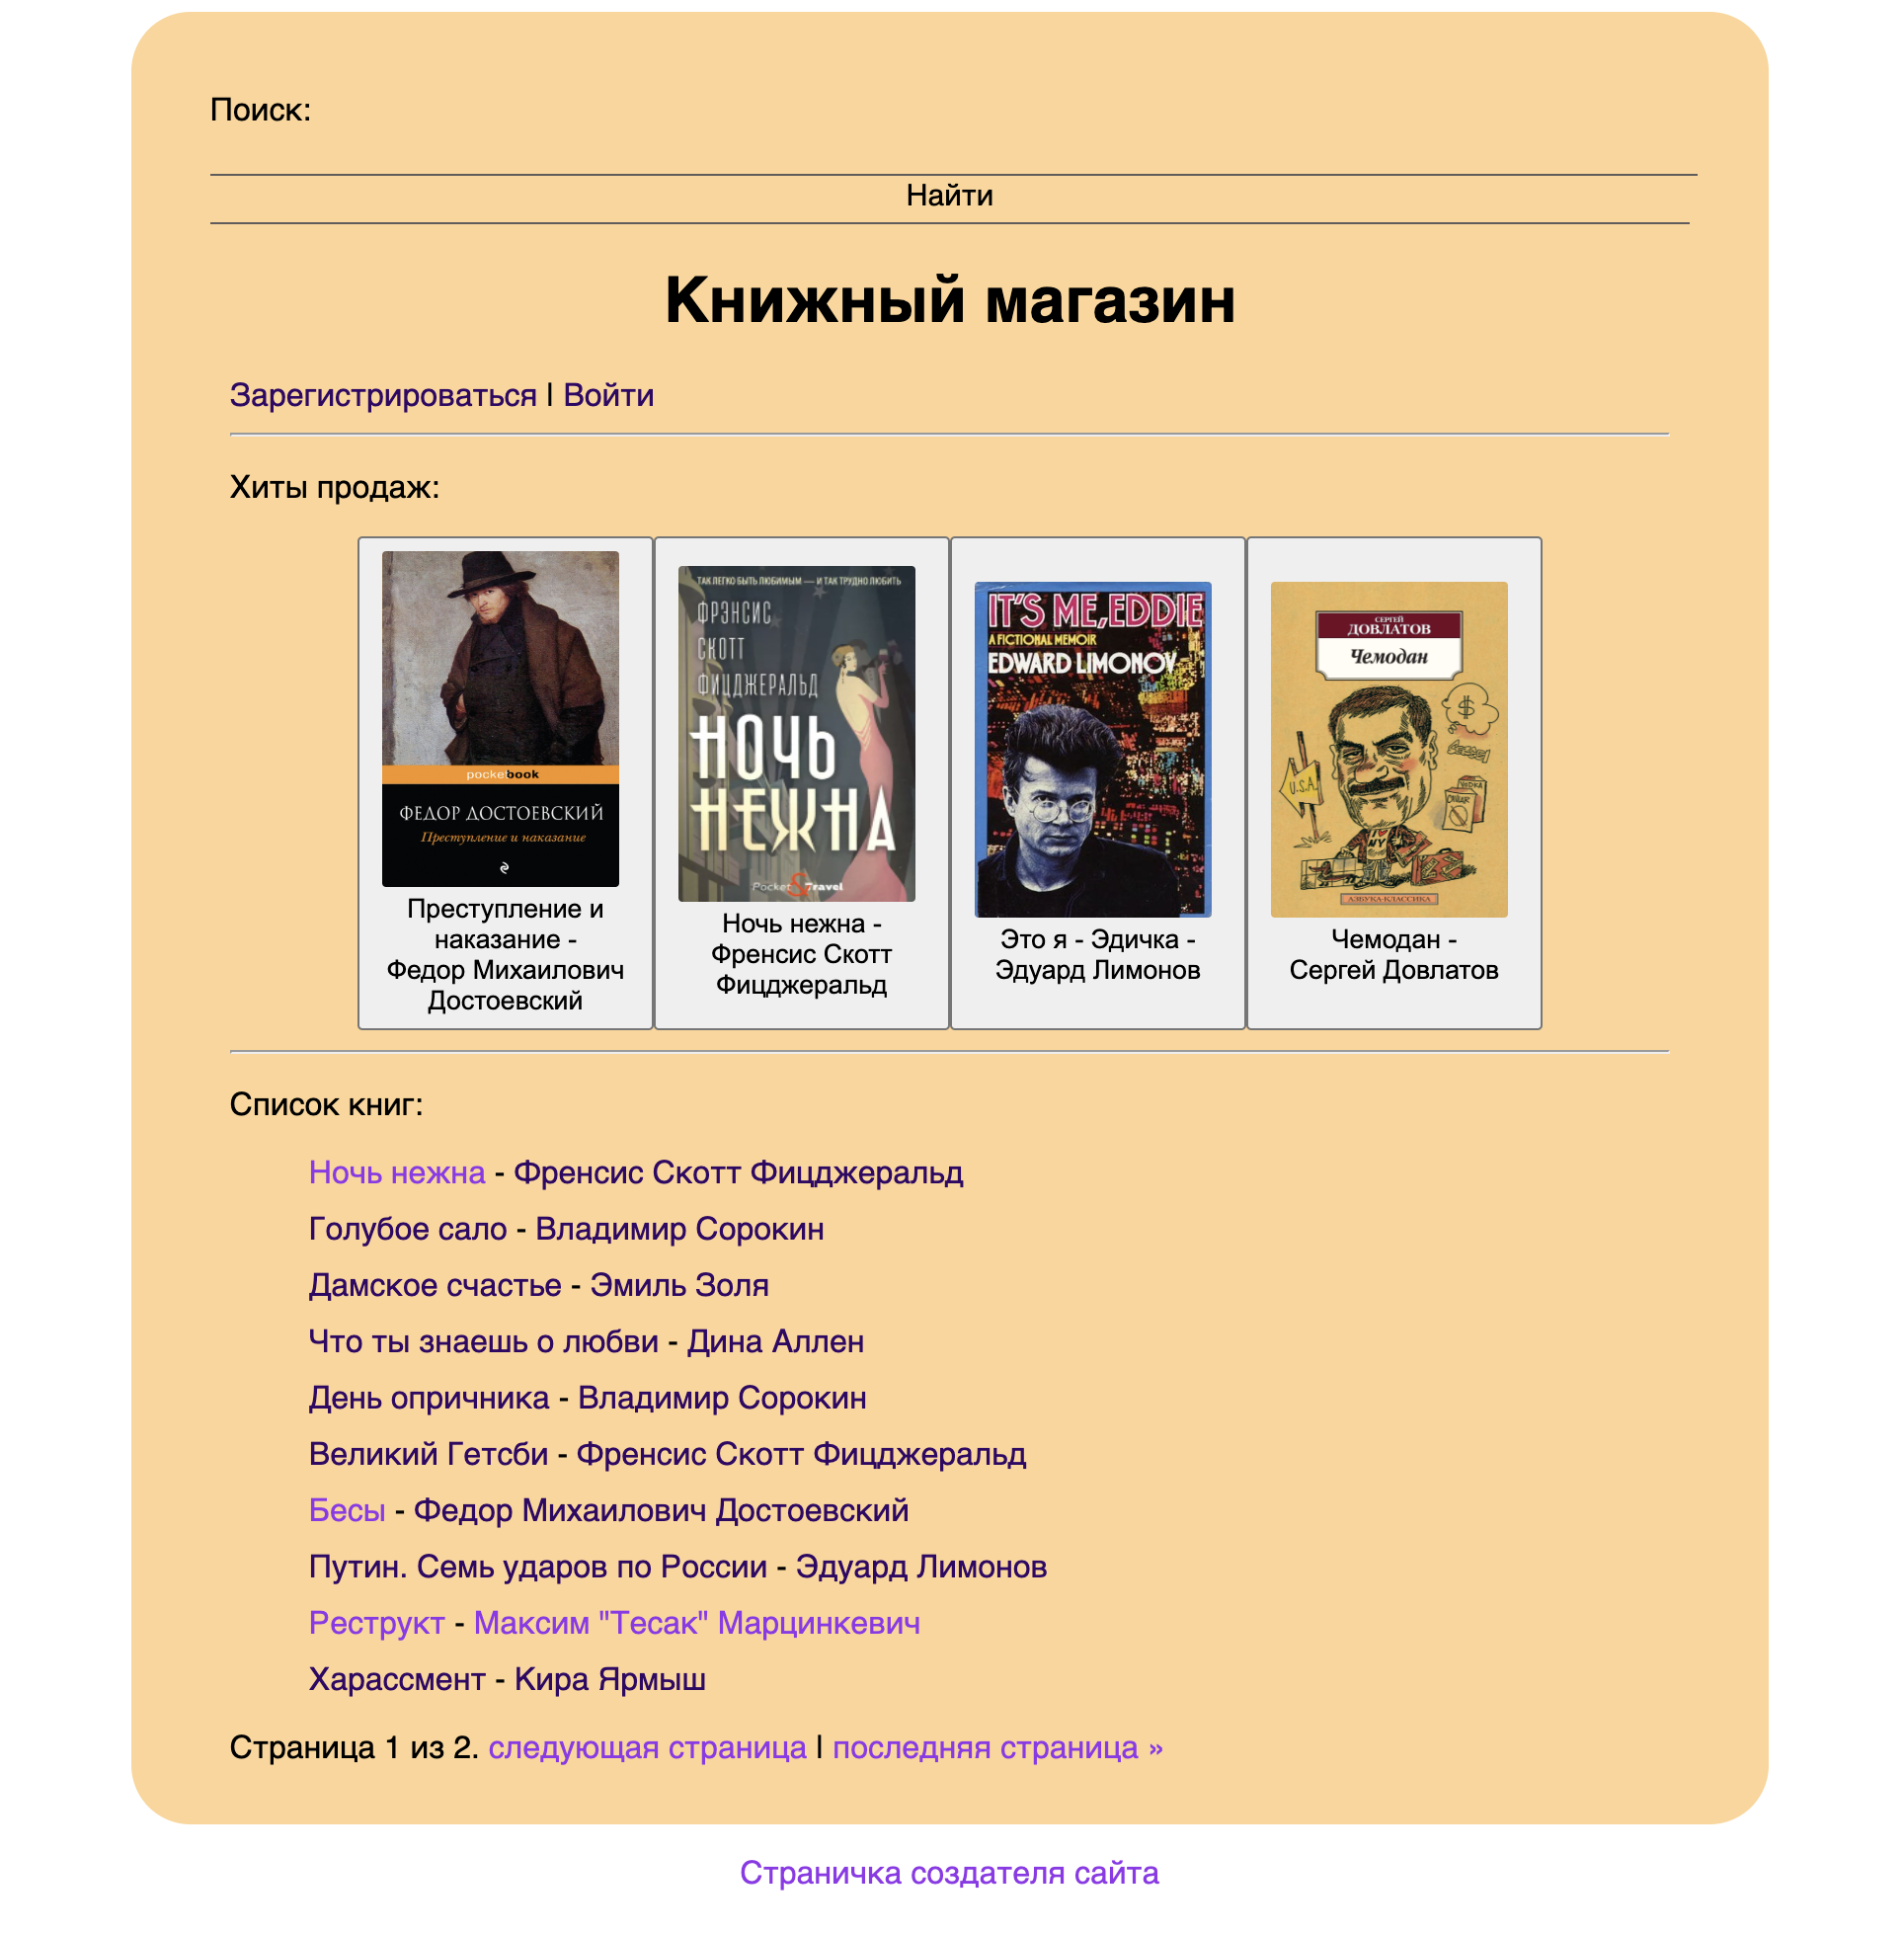 Поиск:
Найти
Книжный магазин
Зарегистрироваться | Войти
Хиты продаж:
pocketbook
ФЕДОР ДОСТОЕВСКИЙ
Преступление и наказание
Преступление и
наказание -
Федор Михаилович
Достоевский
ТАК ЛЕГКО БЫТЬ ЛЮБИМЫМ — И ТАК ТРУДНО ЛЮБИТЬ
ФРЭНСИС
СКОТТ
ФИЦДЖЕРАЛЬД
НОЧЬ
НЕЖНА
Pocket & Travel
Ночь нежна -
Френсис Скотт
Фицджеральд
IT'S ME, EDDIE
A FICTIONAL MEMOIR
EDWARD LIMONOV
Это я - Эдичка -
Эдуард Лимонов
СЕРГЕЙ
ДОВЛАТОВ
Чемодан
$
U.S.A.
I NY
АЗБУКА-КЛАССИКА
Чемодан -
Сергей Довлатов
Список книг:
Ночь нежна - Френсис Скотт Фицджеральд
Голубое сало - Владимир Сорокин
Дамское счастье - Эмиль Золя
Что ты знаешь о любви - Дина Аллен
День опричника - Владимир Сорокин
Великий Гетсби - Френсис Скотт Фицджеральд
Бесы - Федор Михаилович Достоевский
Путин. Семь ударов по России - Эдуард Лимонов
Реструкт - Максим "Тесак" Марцинкевич
Харассмент - Кира Ярмыш
Страница 1 из 2. следующая страница | последняя страница »
Страничка создателя сайта